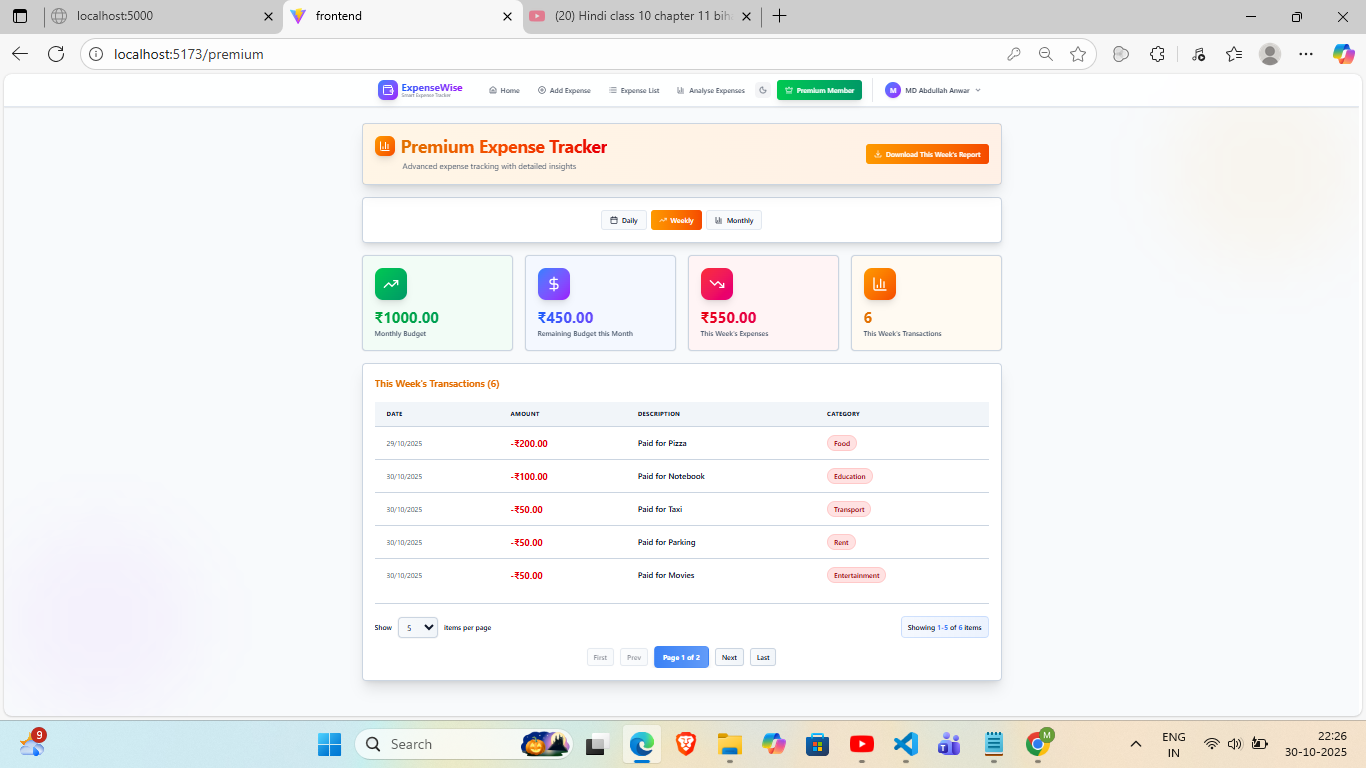 localhost:5000
frontend
(20) Hindi class 10 chapter 11 bih
localhost:5173/premium
ExpenseWise
Smart Expense Tracker
Home
Add Expense
Expense List
Analyse Expenses
Premium Member
M
MD Abdullah Anwar
Premium Expense Tracker
Advanced expense tracking with detailed insights
Download This Week's Report
Daily
Weekly
Monthly
₹1000.00
Monthly Budget
$
₹450.00
Remaining Budget this Month
₹550.00
This Week's Expenses
6
This Week's Transactions
This Week's Transactions (6)
DATE AMOUNT DESCRIPTION CATEGORY
29/10/2025 -₹200.00 Paid for Pizza Food
30/10/2025 -₹100.00 Paid for Notebook Education
30/10/2025 -₹50.00 Paid for Taxi Transport
30/10/2025 -₹50.00 Paid for Parking Rent
30/10/2025 -₹50.00 Paid for Movies Entertainment
Show 5 items per page
Showing 1-5 of 6 items
First Prev Page 1 of 2 Next Last
9
Search
T
M
ENG
IN
22:26
30-10-2025